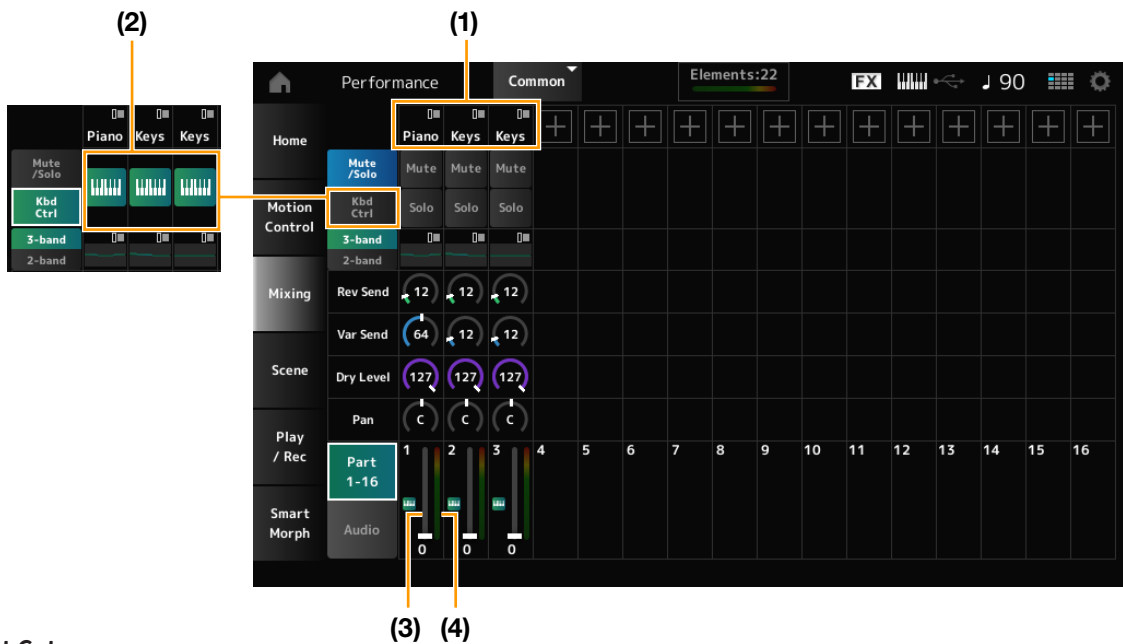 (2)
(1)
Performance
Common
Elements:22
FX
♩ 90
Piano Keys Keys
Mute
/Solo
Kbd
Ctrl
3-band
2-band
Home
Motion
Control
Mixing
Scene
Play
/ Rec
Smart
Morph
Piano Keys Keys
Mute
/Solo
Mute Mute Mute
Kbd
Ctrl
Solo Solo Solo
3-band
2-band
Rev Send 12 12 12
Var Send 64 12 12
Dry Level 127 127 127
Pan C C C
Part
1-16
1 2 3 4 5 6 7 8 9 10 11 12 13 14 15 16
Audio
0 0 0
(3) (4)